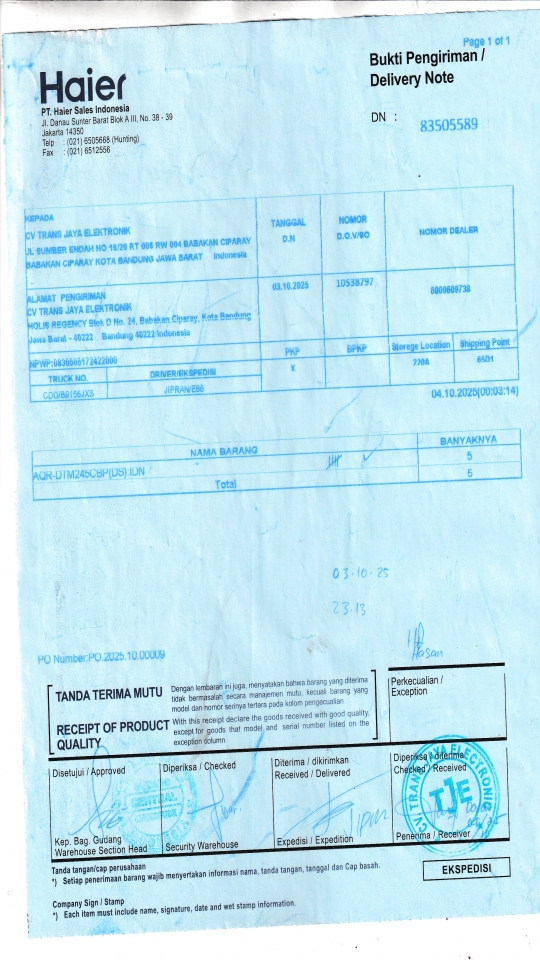 Page 1 of 1
Haier
PT. Haier Sales Indonesia
Jl. Danau Sunter Barat Blok A III, No. 38 - 39
Jakarta 14350
Telp : (021) 6505668 (Hunting)
Fax : (021) 6512556
Bukti Pengiriman /
Delivery Note
DN : 83505589
KEPADA
CV TRANS JAYA ELEKTRONIK
JL SUMBER ENDAH NO 18/20 RT 006 RW 004 BABAKAN CIPARAY
BABAKAN CIPARAY KOTA BANDUNG JAWA BARAT Indonesia
TANGGAL
D.N
NOMOR
D.O.V/SO
NOMOR DEALER
ALAMAT PENGIRIMAN
CV TRANS JAYA ELEKTRONIK
HOLIS REGENCY Blok D No. 24, Babakan Ciparay, Kota Bandung
Jawa Barat - 40222 Bandung 40222 Indonesia
03.10.2025
10538797
8000609738
NPWP:0830565172422000
PKP
BPKP
Storege Location
Shipping Point
TRUCK NO.
DRIVER/EKSPEDISI
X
220A
65D1
CDD/B9156JXS
JIPRAN/E88
04.10.2025[00:03:14]
NAMA BARANG
BANYAKNYA
AQR-DTM245CBP(DS).IDN
5
Total
5
03-10-25
23.13
Hasan
PO Number:PO.2025.10.00009
TANDA TERIMA MUTU
Dengan lembaran ini juga, menyatakan bahwa barang yang diterima
tidak bermasalah secara manajemen mutu, kecuali barang yang
model dan nomor serinya tertera pada kolom pengecualian
RECEIPT OF PRODUCT
QUALITY
With this receipt declare the goods received with good quality,
except for goods that model and serial number listed on the
exception column
Perkecualian /
Exception
Disetujui / Approved
Diperiksa / Checked
Diterima / dikirimkan
Received / Delivered
Diperiksa / diterima
Checked / Received
CENTRAL
CV. TRANS JAYA ELECTRONIC
TJE
Kep. Bag. Gudang
Warehouse Section Head
Security Warehouse
Expedisi / Expedition
Penerima / Receiver
Tanda tangan/cap perusahaan
*) Setiap penerimaan barang wajib menyertakan informasi nama, tanda tangan, tanggal dan Cap basah.
EKSPEDISI
Company Sign / Stamp
*) Each item must include name, signature, date and wet stamp information.